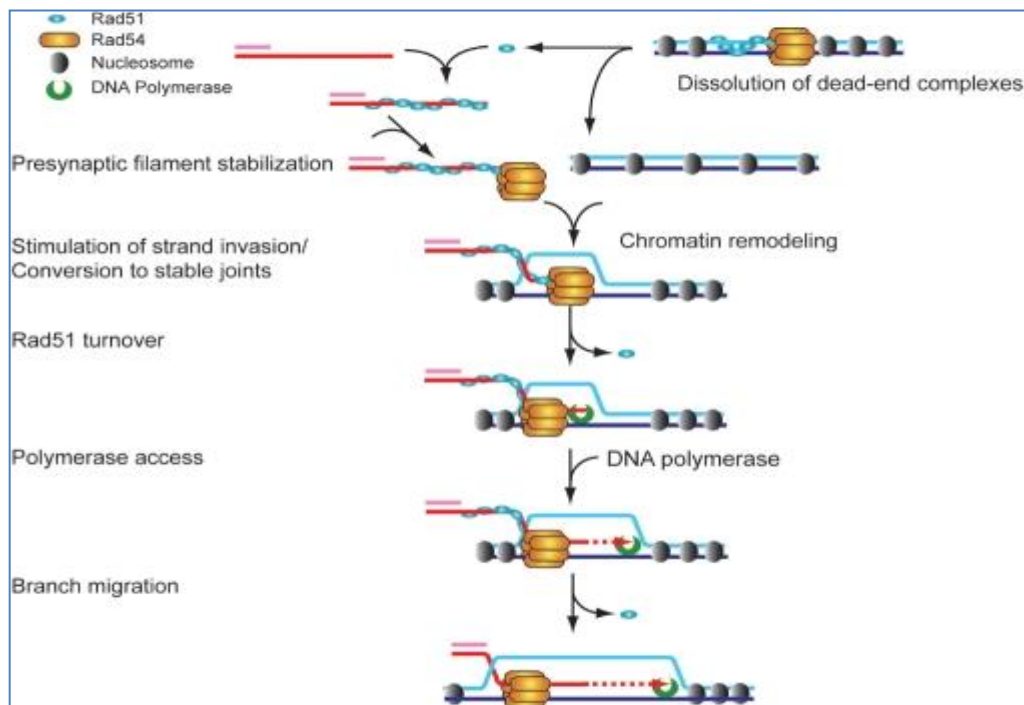 Rad51
Rad54
Nucleosome
DNA Polymerase
Dissolution of dead-end complexes
Presynaptic filament stabilization
Stimulation of strand invasion/
Conversion to stable joints
Chromatin remodeling
Rad51 turnover
Polymerase access
DNA polymerase
Branch migration